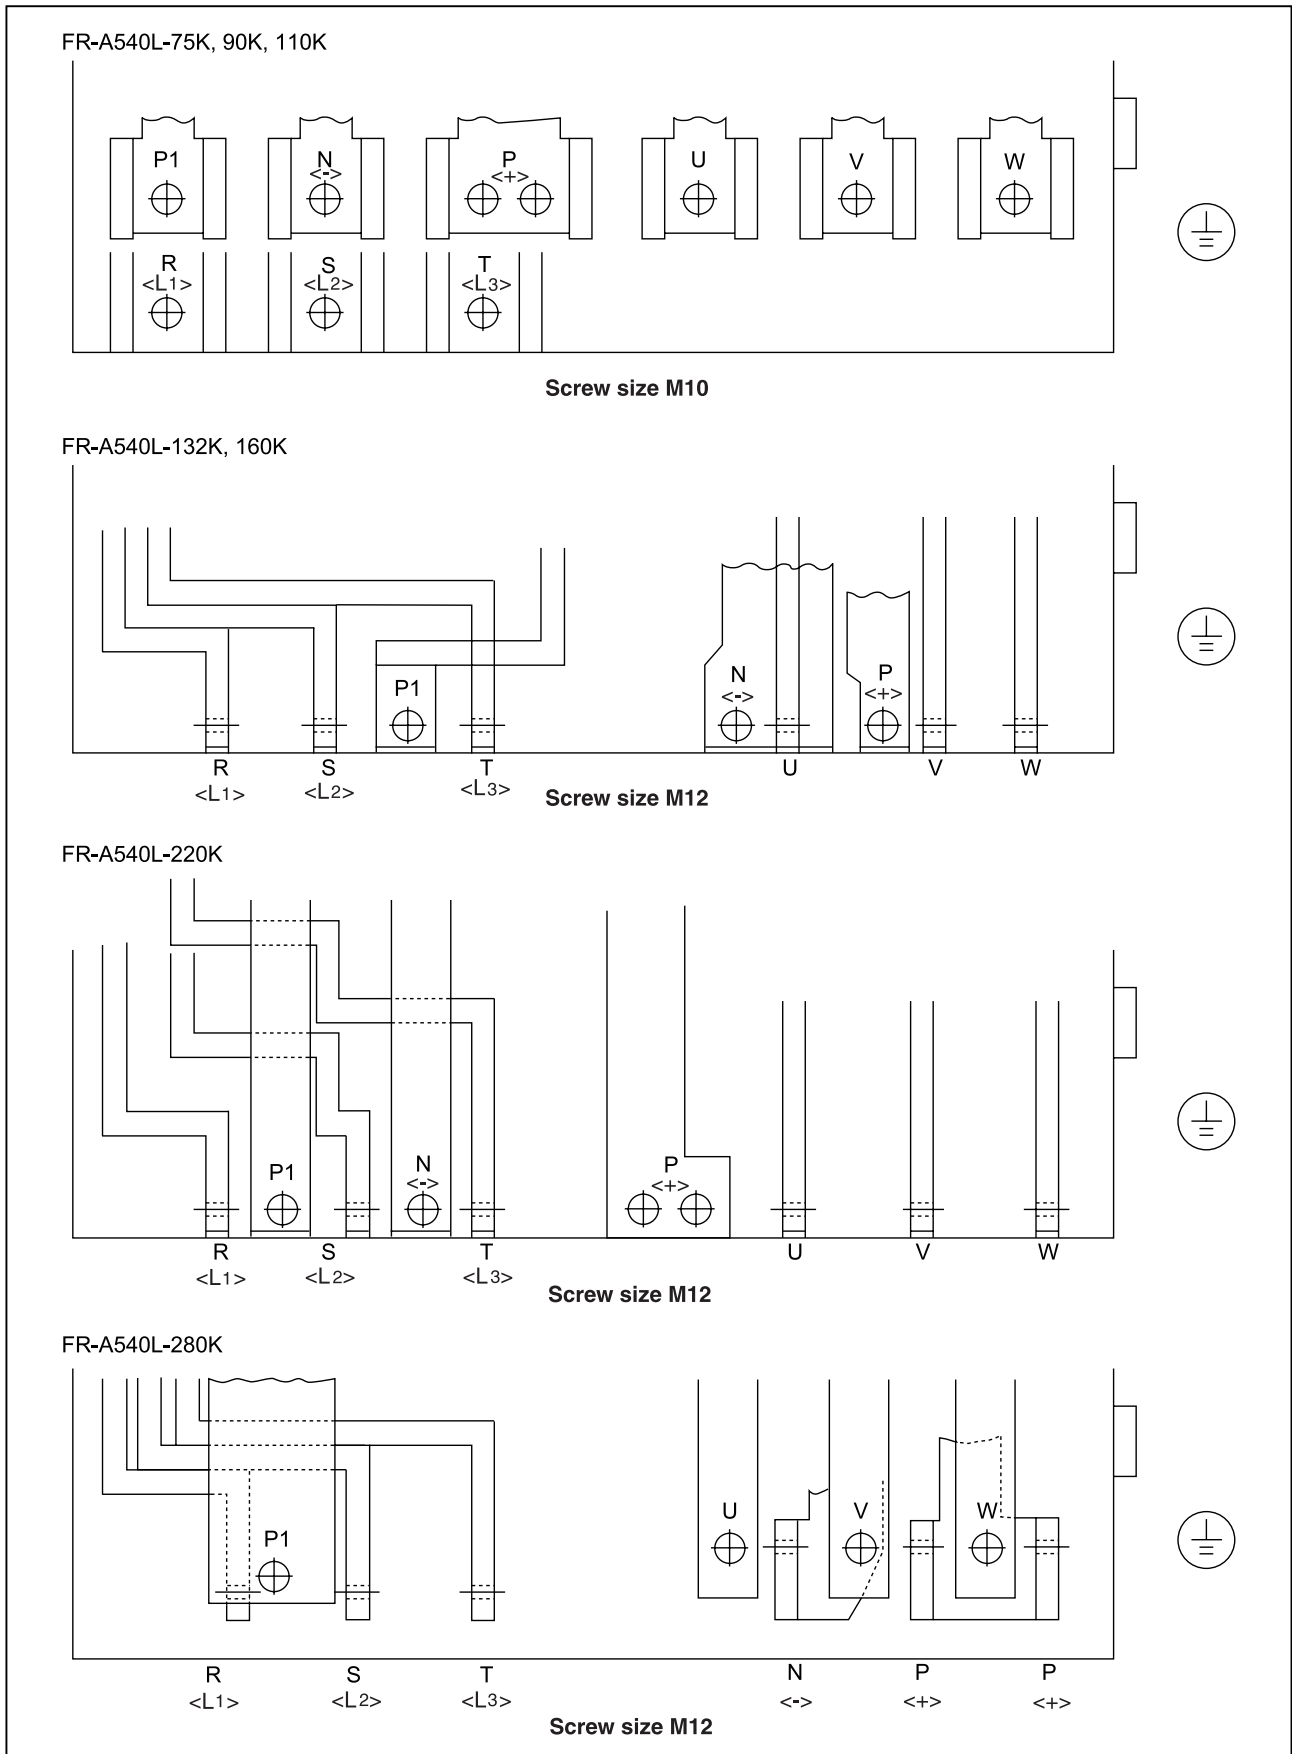 FR-A540L-75K, 90K, 110K
P1 N P U V W
<-> <+>
R S T
<L1> <L2> <L3>
Screw size M10
FR-A540L-132K, 160K
P1 N P
<-> <+>
R S T U V W
<L1> <L2> <L3>
Screw size M12
FR-A540L-220K
P1 N P
<-> <+>
R S T U V W
<L1> <L2> <L3>
Screw size M12
FR-A540L-280K
P1 U V W
R S T N P P
<L1> <L2> <L3> <-> <+> <+>
Screw size M12